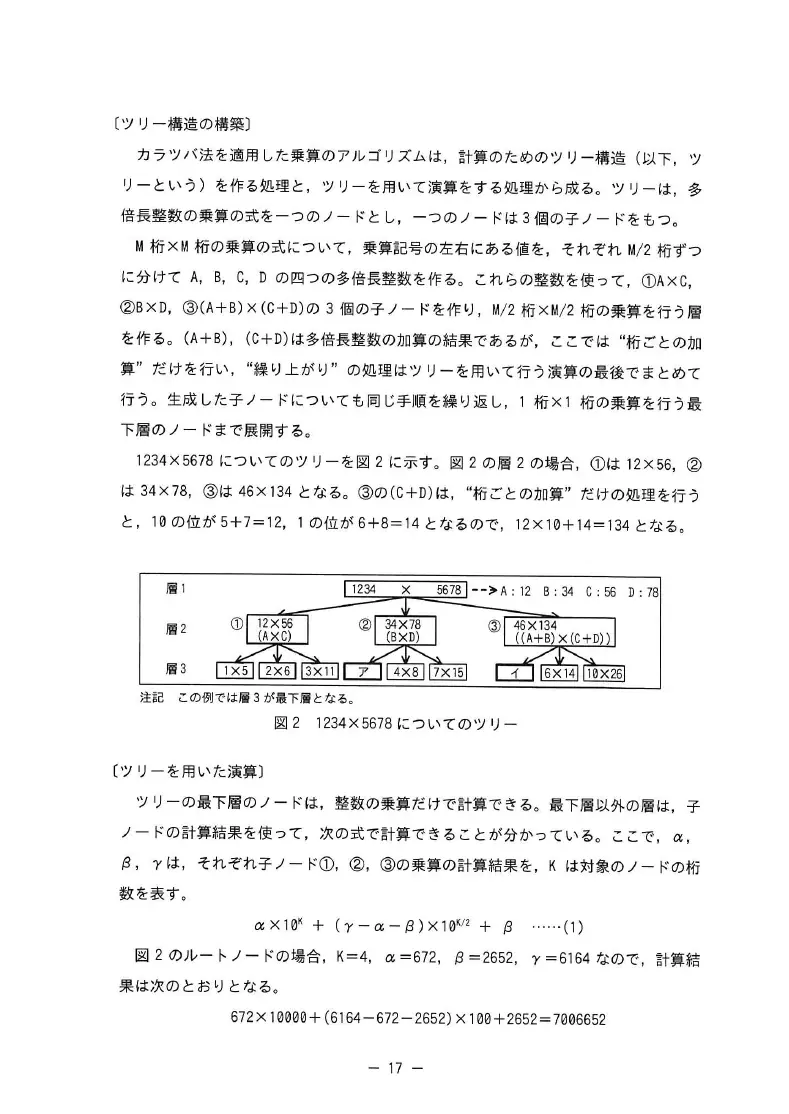 〔ツリー構造の構築〕
カラツバ法を適用した乗算のアルゴリズムは，計算のためのツリー構造（以下，ツ
リーという）を作る処理と，ツリーを用いて演算をする処理から成る。ツリーは，多
倍長整数の乗算の式を一つのノードとし，一つのノードは3個の子ノードをもつ。
M桁×M桁の乗算の式について，乗算記号の左右にある値を，それぞれM/2桁ずつ
に分けてA，B，C，Dの四つの多倍長整数を作る。これらの整数を使って，①A×C，
②B×D，③(A＋B)×(C＋D)の3個の子ノードを作り，M/2桁×M/2桁の乗算を行う層
を作る。(A＋B)，(C＋D)は多倍長整数の加算の結果であるが，ここでは“桁ごとの加
算”だけを行い，“繰り上がり”の処理はツリーを用いて行う演算の最後でまとめて
行う。生成した子ノードについても同じ手順を繰り返し，1桁×1桁の乗算を行う最
下層のノードまで展開する。
1234×5678についてのツリーを図2に示す。図2の層2の場合，①は12×56，②
は34×78，③は46×134となる。③の(C＋D)は，“桁ごとの加算”だけの処理を行う
と，10の位が5＋7＝12，1の位が6＋8＝14となるので，12×10＋14＝134となる。
層1 1234 × 5678 A：12 B：34 C：56 D：78
層2 ① 12×56 ② 34×78 ③ 46×134
(A×C) (B×D) ((A＋B)×(C＋D))
層3 1×5 2×6 3×11 ア 4×8 7×15 イ 6×14 10×26
注記 この例では層3が最下層となる。
図2 1234×5678についてのツリー
〔ツリーを用いた演算〕
ツリーの最下層のノードは，整数の乗算だけで計算できる。最下層以外の層は，子
ノードの計算結果を使って，次の式で計算できることが分かっている。ここで，α，
β，γは，それぞれ子ノード①，②，③の乗算の計算結果を，Kは対象のノードの桁
数を表す。
α×10^K ＋ (γ－α－β)×10^K/2 ＋ β ……(1)
図2のルートノードの場合，K＝4，α＝672，β＝2652，γ＝6164なので，計算結
果は次のとおりとなる。
672×10000＋(6164－672－2652)×100＋2652＝7006652
－ 17 －